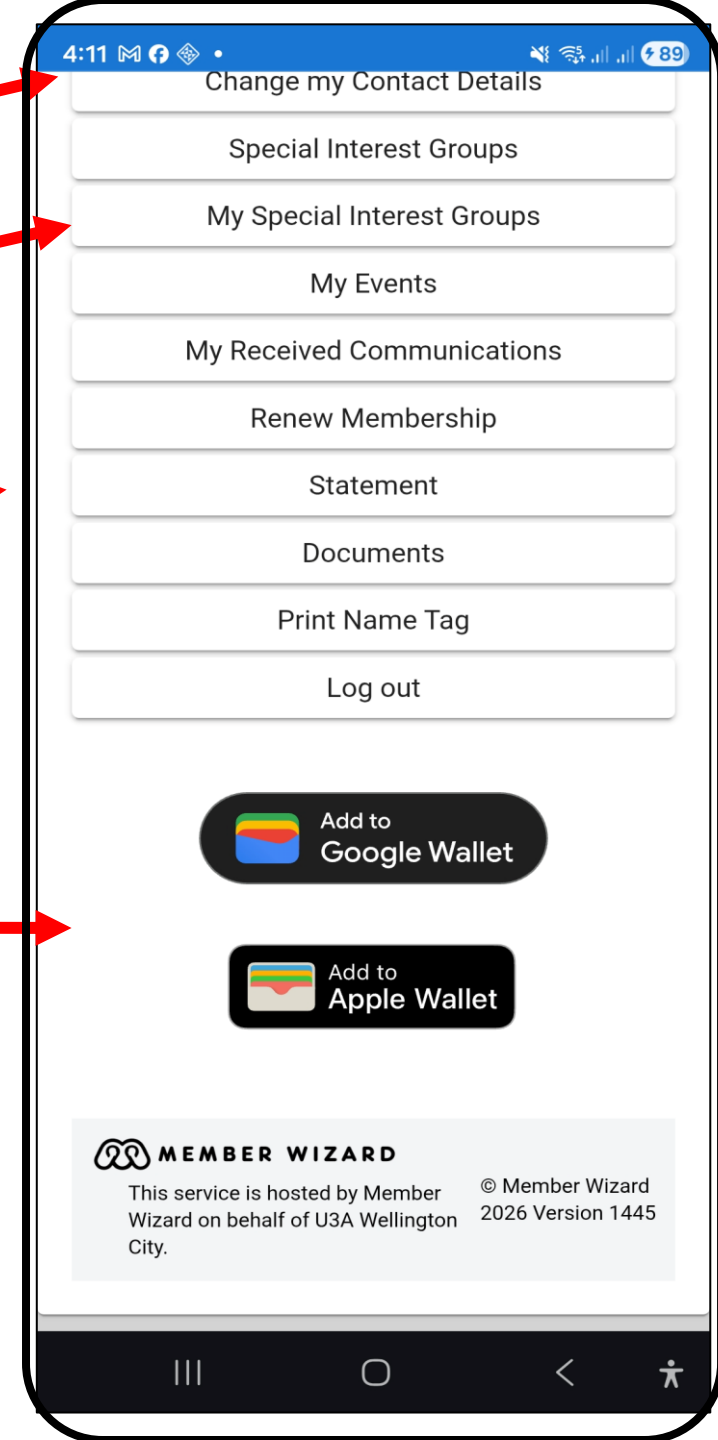 4:11
89
Change my Contact Details
Special Interest Groups
My Special Interest Groups
My Events
My Received Communications
Renew Membership
Statement
Documents
Print Name Tag
Log out
Add to
Google Wallet
Add to
Apple Wallet
MEMBER WIZARD
This service is hosted by Member
Wizard on behalf of U3A Wellington
City.
© Member Wizard
2026 Version 1445